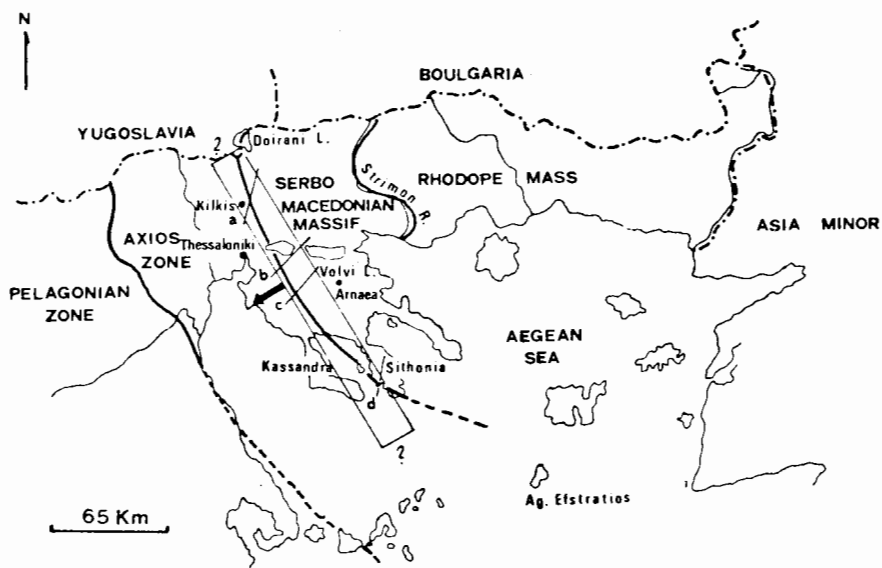 N
BOULGARIA
YUGOSLAVIA
?
Doirani L.
Strimon R.
SERBO
MACEDONIAN
MASSIF
RHODOPE MASS
Kilkis
a
ASIA MINOR
AXIOS
ZONE
Thessaloniki
b
Volvi L.
Arnaea
c
PELAGONIAN
ZONE
AEGEAN
SEA
Kassandra
Sithonia
d
?
Ag. Efstratios
65 Km